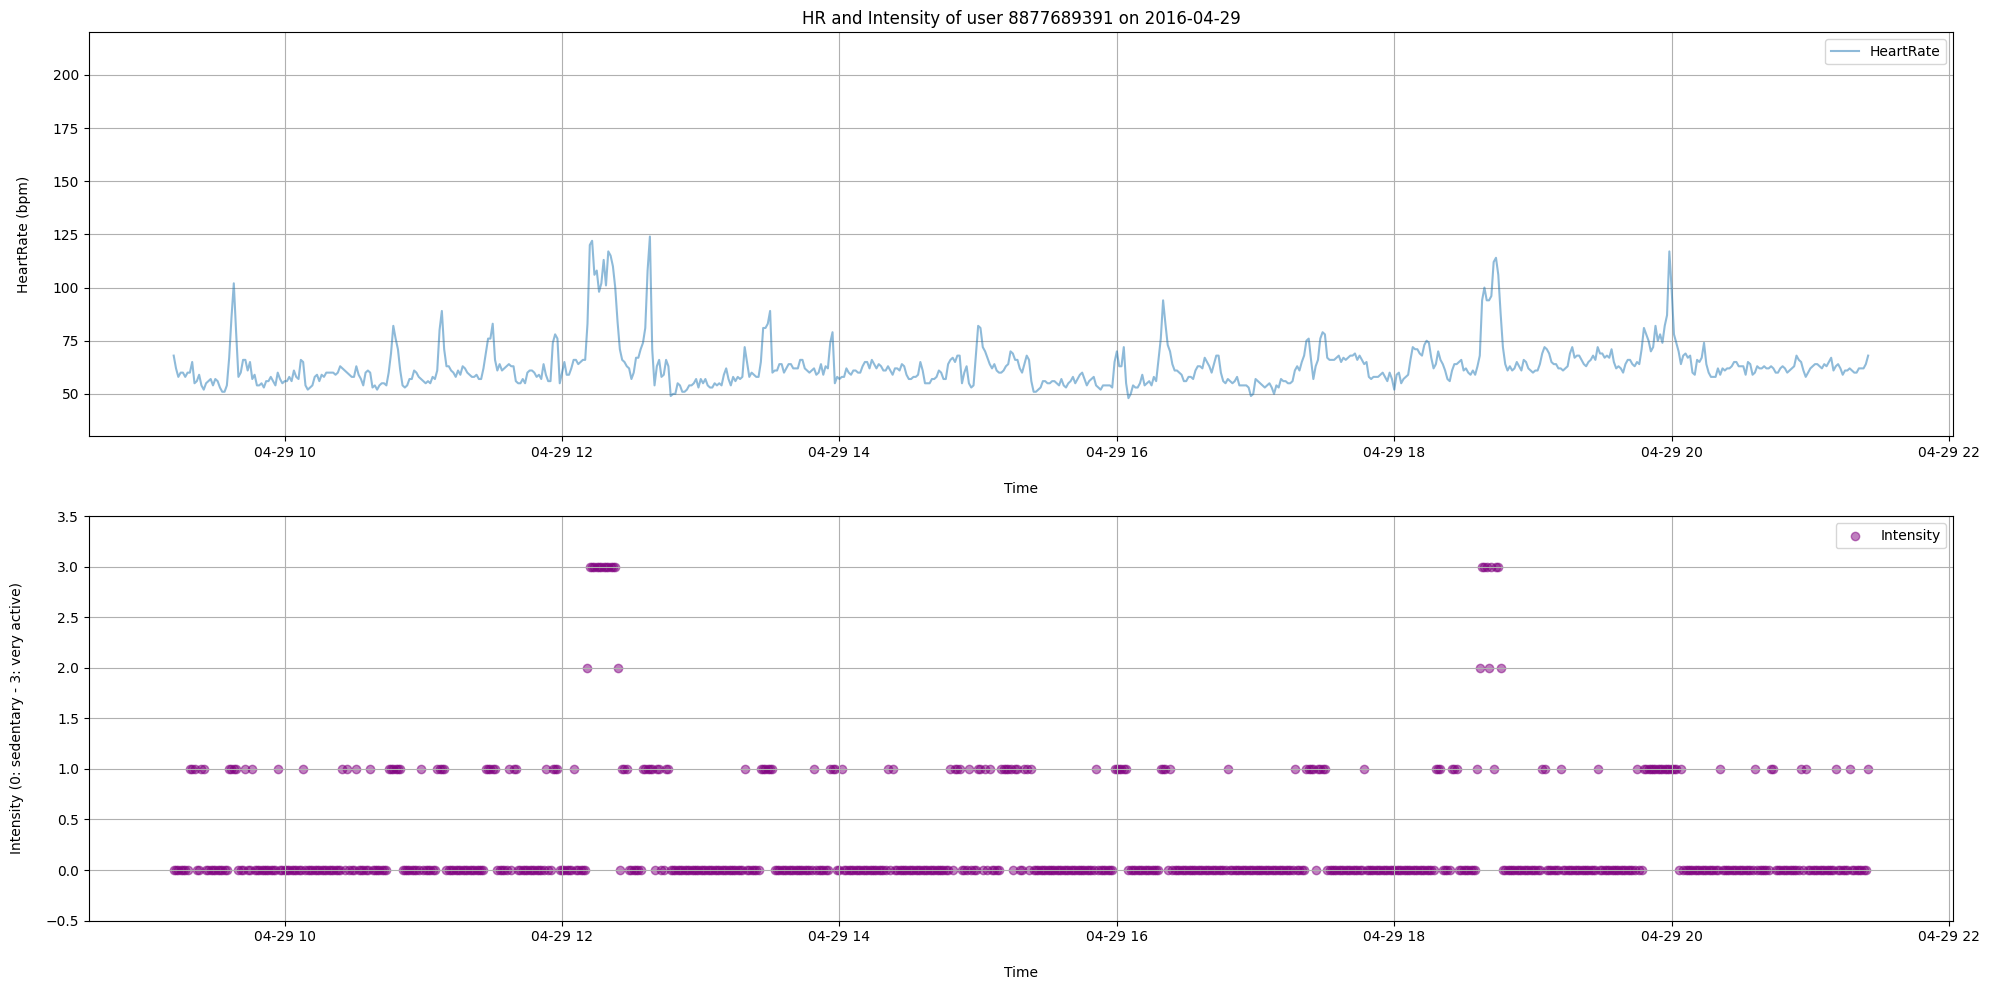 HR and Intensity of user 8877689391 on 2016-04-29
HeartRate
200
175
150
125
100
75
50
HeartRate (bpm)
04-29 10 04-29 12 04-29 14 04-29 16 04-29 18 04-29 20 04-29 22
Time
Intensity
3.5
3.0
2.5
2.0
1.5
1.0
0.5
0.0
−0.5
Intensity (0: sedentary - 3: very active)
04-29 10 04-29 12 04-29 14 04-29 16 04-29 18 04-29 20 04-29 22
Time